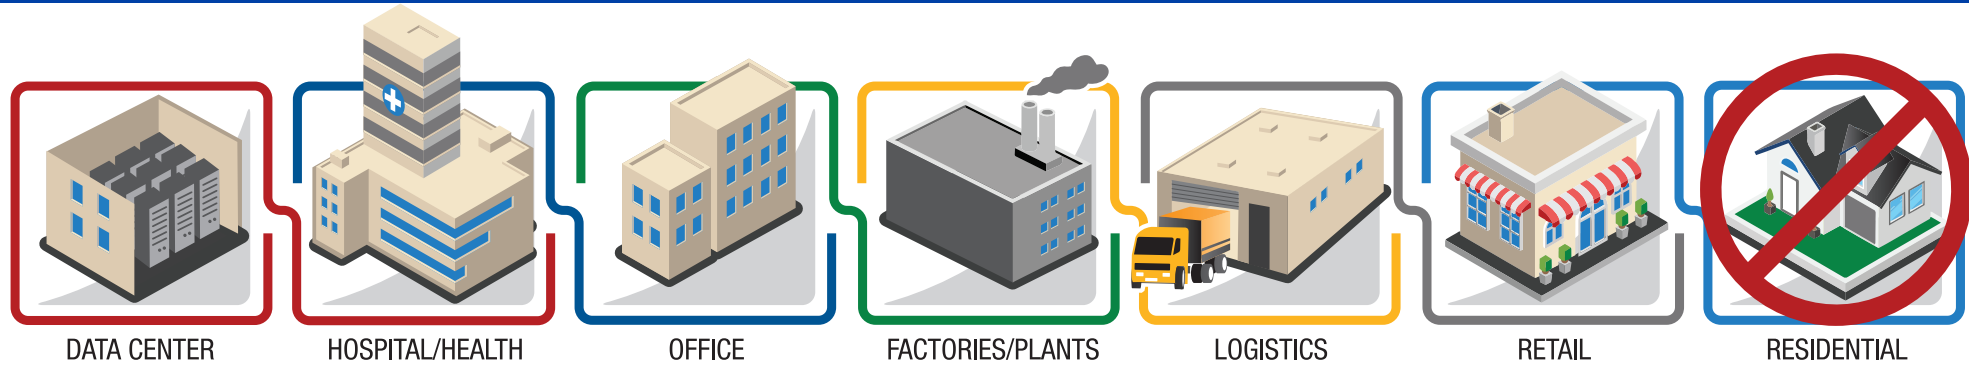 DATA CENTER
HOSPITAL/HEALTH
OFFICE
FACTORIES/PLANTS
LOGISTICS
RETAIL
RESIDENTIAL